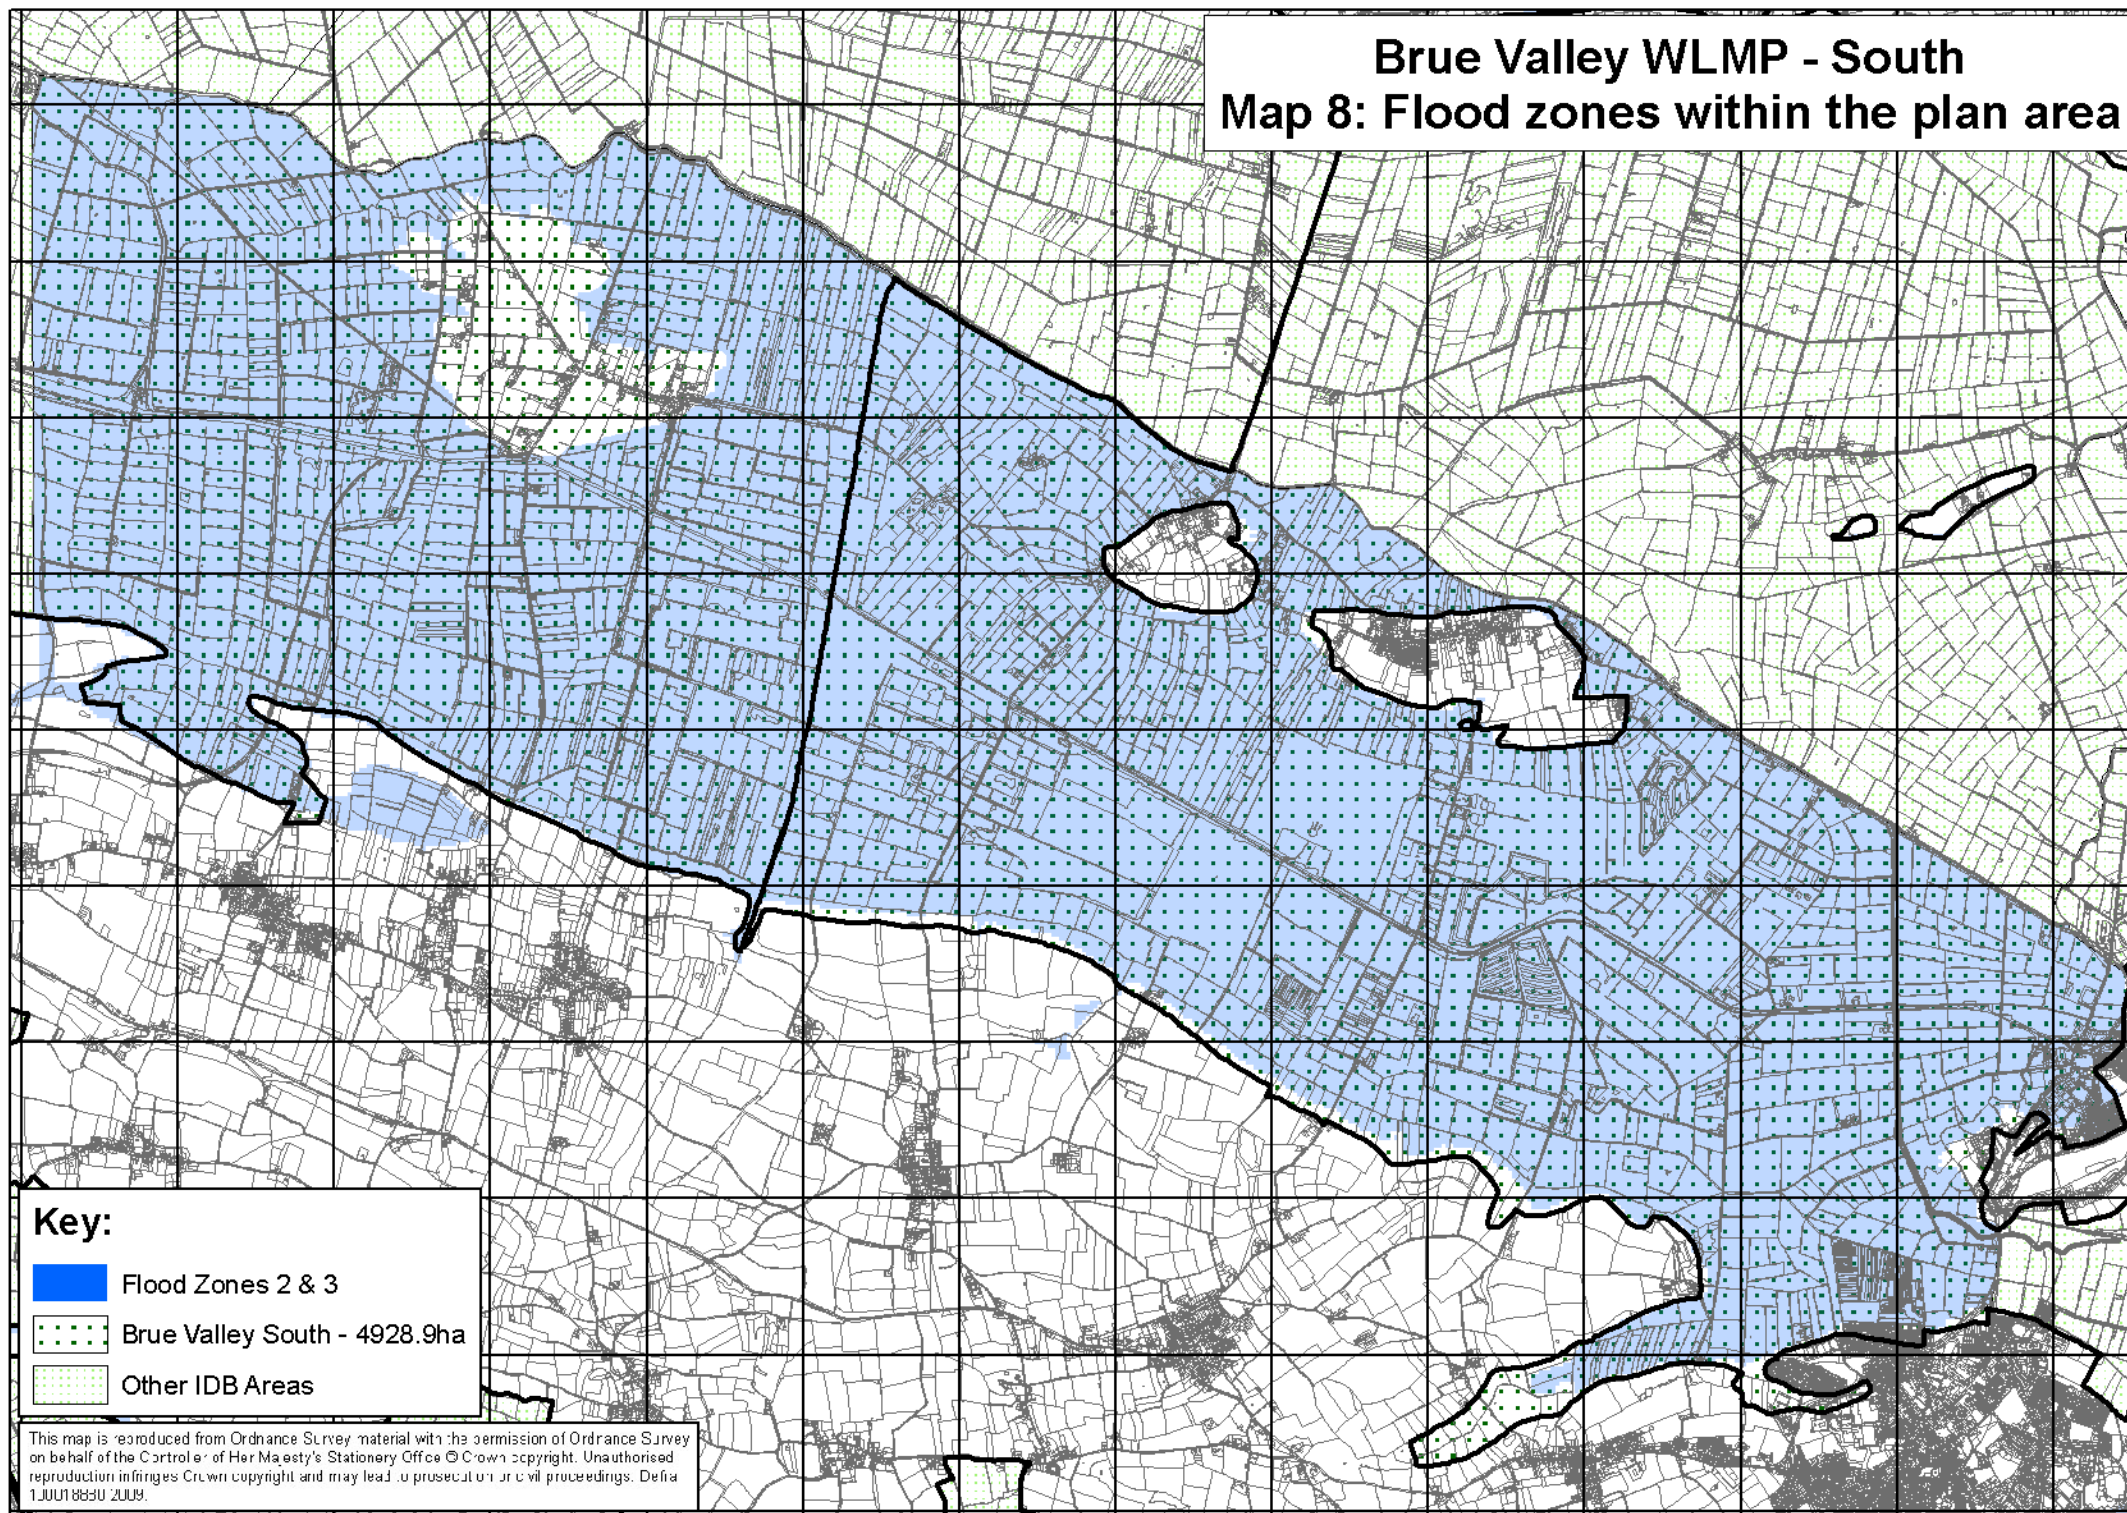 Brue Valley WLMP - South
Map 8: Flood zones within the plan area
Key:
Flood Zones 2 & 3
Brue Valley South - 4928.9ha
Other IDB Areas
This map is reproduced from Ordnance Survey material with the permission of Ordnance Survey
on behalf of the Controller of Her Majesty's Stationery Office © Crown copyright. Unauthorised
reproduction infringes Crown copyright and may lead to prosecution or civil proceedings. Defra
100018880 2009.